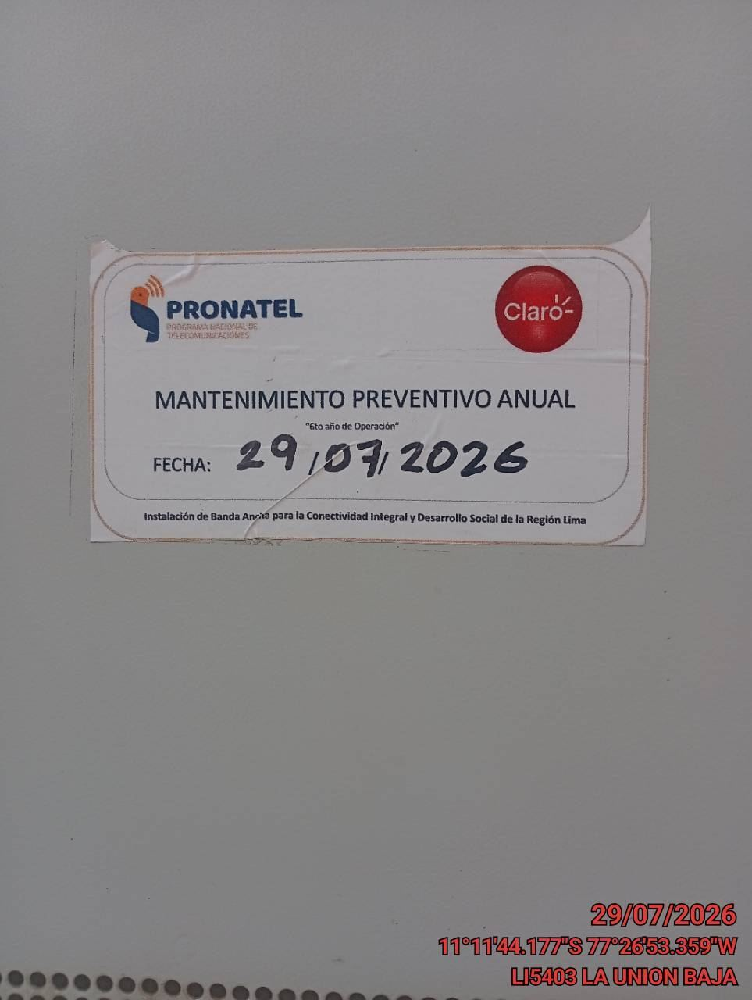 PRONATEL
PROGRAMA NACIONAL DE
TELECOMUNICACIONES
Claro
MANTENIMIENTO PREVENTIVO ANUAL
"6to año de Operación"
FECHA: 29/07/2026
Instalación de Banda Ancha para la Conectividad Integral y Desarrollo Social de la Región Lima
29/07/2026
11°11'44.177"S 77°26'53.359"W
LI5403 LA UNION BAJA